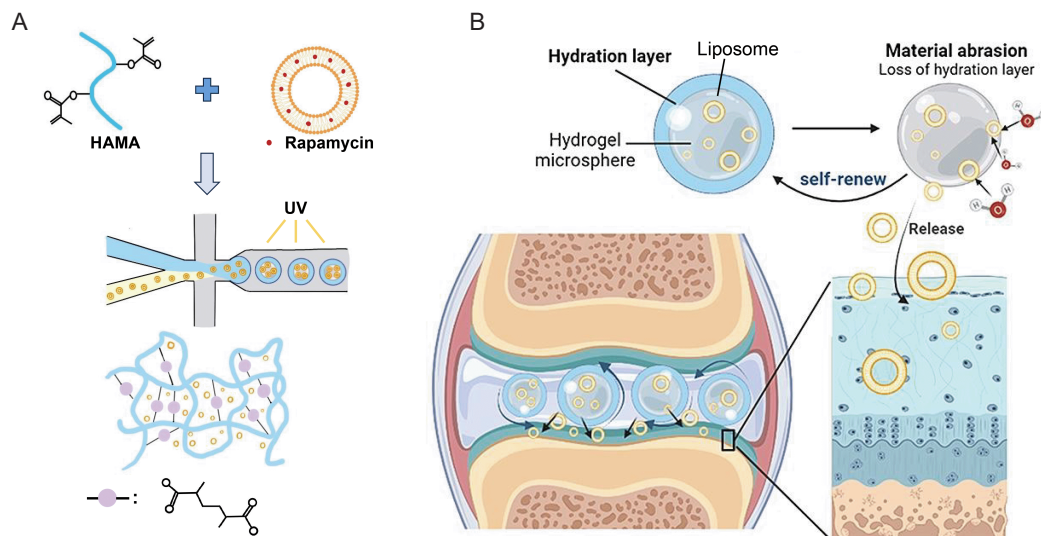 A
O
O
O
O
HAMA
Rapamycin
UV
:
B
Hydration layer
Liposome
Hydrogel
microsphere
Material abrasion
Loss of hydration layer
H
O
H
O
H
H
O
self-renew
Release